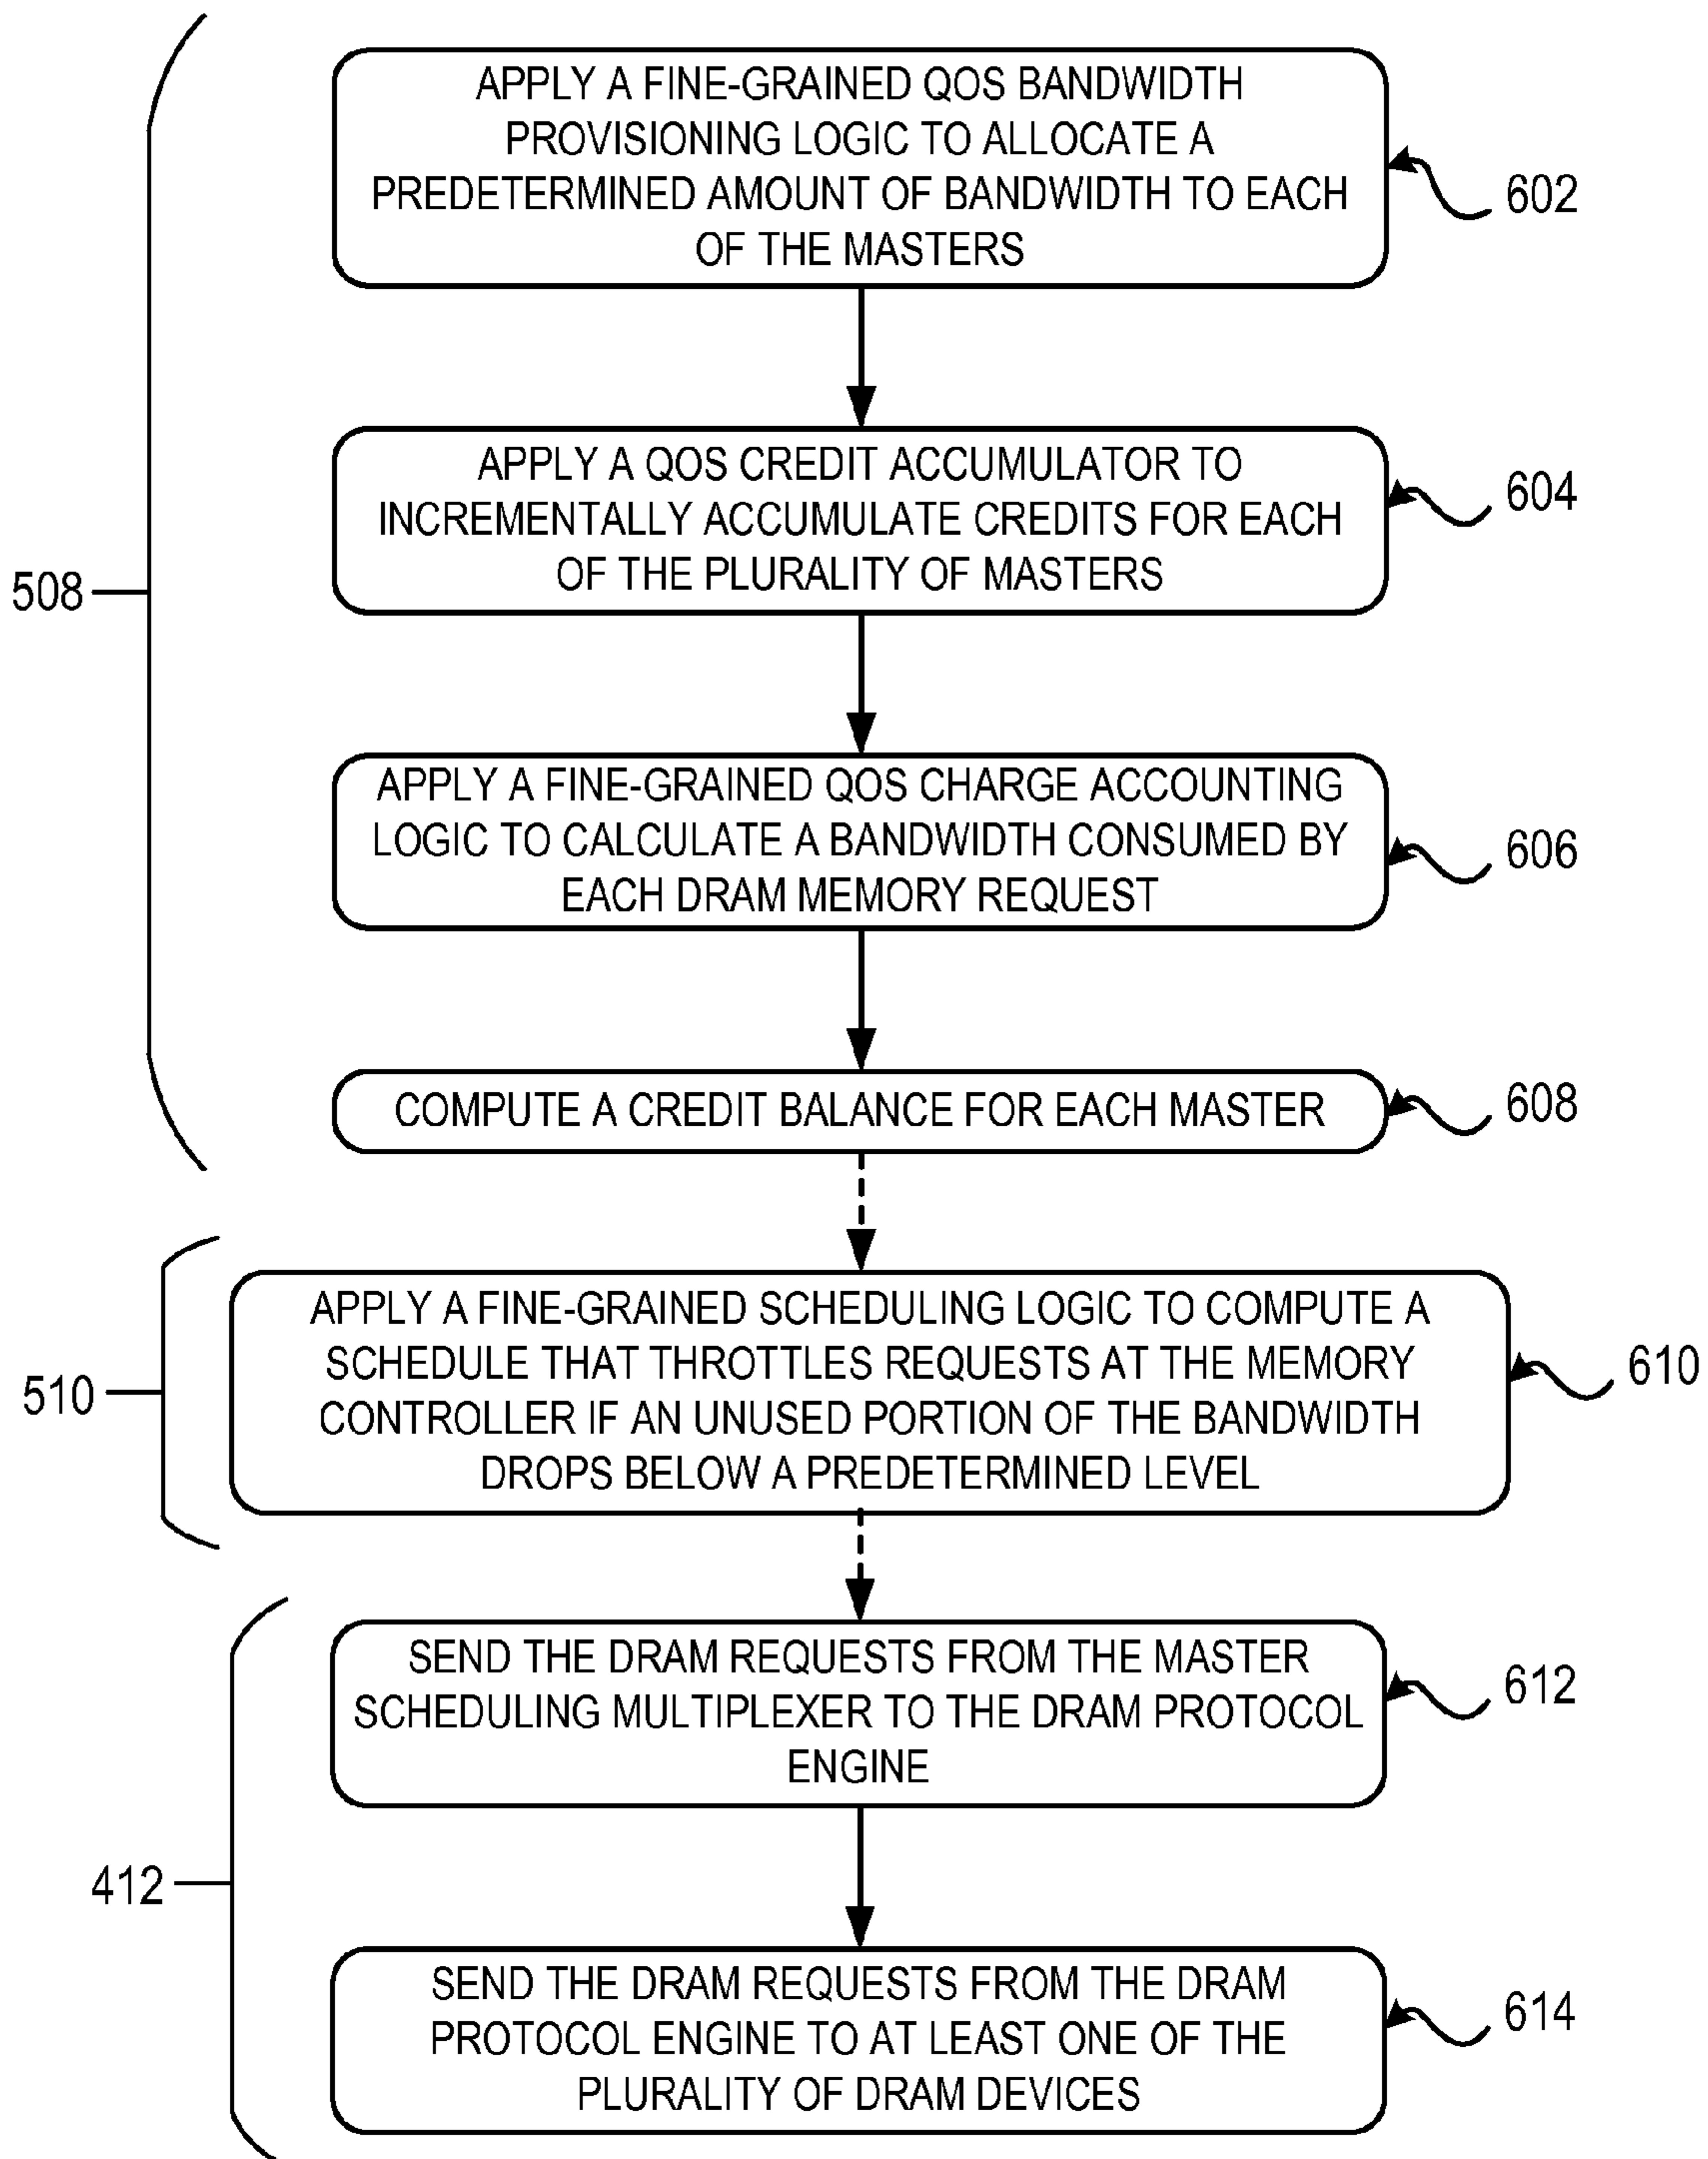 APPLY A FINE-GRAINED QOS BANDWIDTH
PROVISIONING LOGIC TO ALLOCATE A
PREDETERMINED AMOUNT OF BANDWIDTH TO EACH
OF THE MASTERS
602
APPLY A QOS CREDIT ACCUMULATOR TO
INCREMENTALLY ACCUMULATE CREDITS FOR EACH
OF THE PLURALITY OF MASTERS
604
508
APPLY A FINE-GRAINED QOS CHARGE ACCOUNTING
LOGIC TO CALCULATE A BANDWIDTH CONSUMED BY
EACH DRAM MEMORY REQUEST
606
COMPUTE A CREDIT BALANCE FOR EACH MASTER
608
APPLY A FINE-GRAINED SCHEDULING LOGIC TO COMPUTE A
SCHEDULE THAT THROTTLES REQUESTS AT THE MEMORY
CONTROLLER IF AN UNUSED PORTION OF THE BANDWIDTH
DROPS BELOW A PREDETERMINED LEVEL
610
510
SEND THE DRAM REQUESTS FROM THE MASTER
SCHEDULING MULTIPLEXER TO THE DRAM PROTOCOL
ENGINE
612
412
SEND THE DRAM REQUESTS FROM THE DRAM
PROTOCOL ENGINE TO AT LEAST ONE OF THE
PLURALITY OF DRAM DEVICES
614